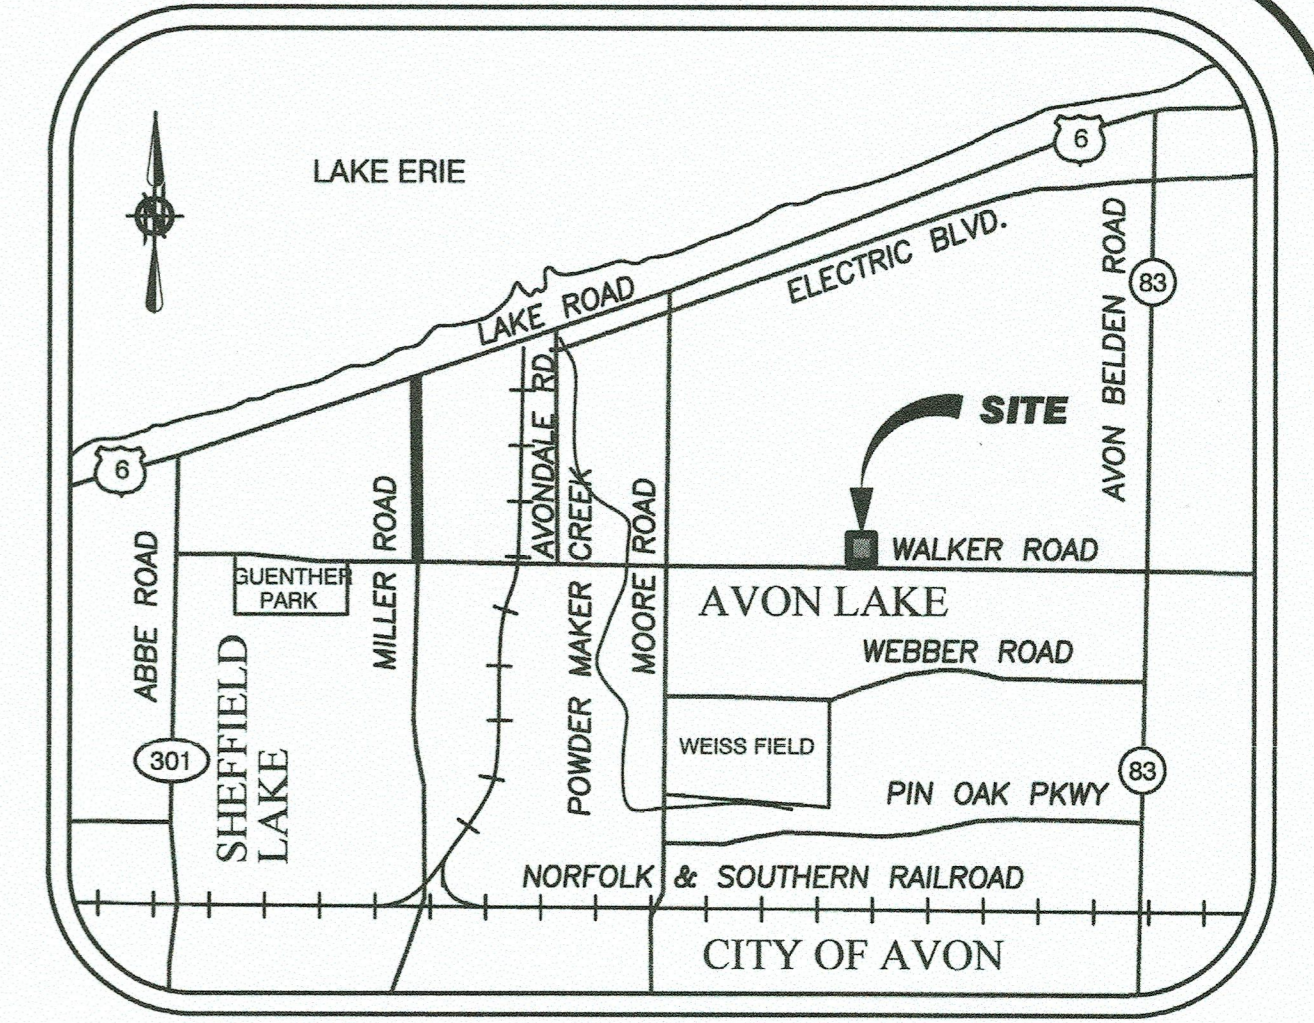 6
LAKE ERIE
ELECTRIC BLVD.
LAKE ROAD
AVON BELDEN ROAD
83
SITE
6
AVONDALE RD
WALKER ROAD
GUENTHER
PARK
ABBE ROAD
MILLER ROAD
POWDER MAKER CREEK
MOORE ROAD
AVON LAKE
WEBBER ROAD
SHEFFIELD
LAKE
301
WEISS FIELD
83
PIN OAK PKWY
NORFOLK & SOUTHERN RAILROAD
CITY OF AVON